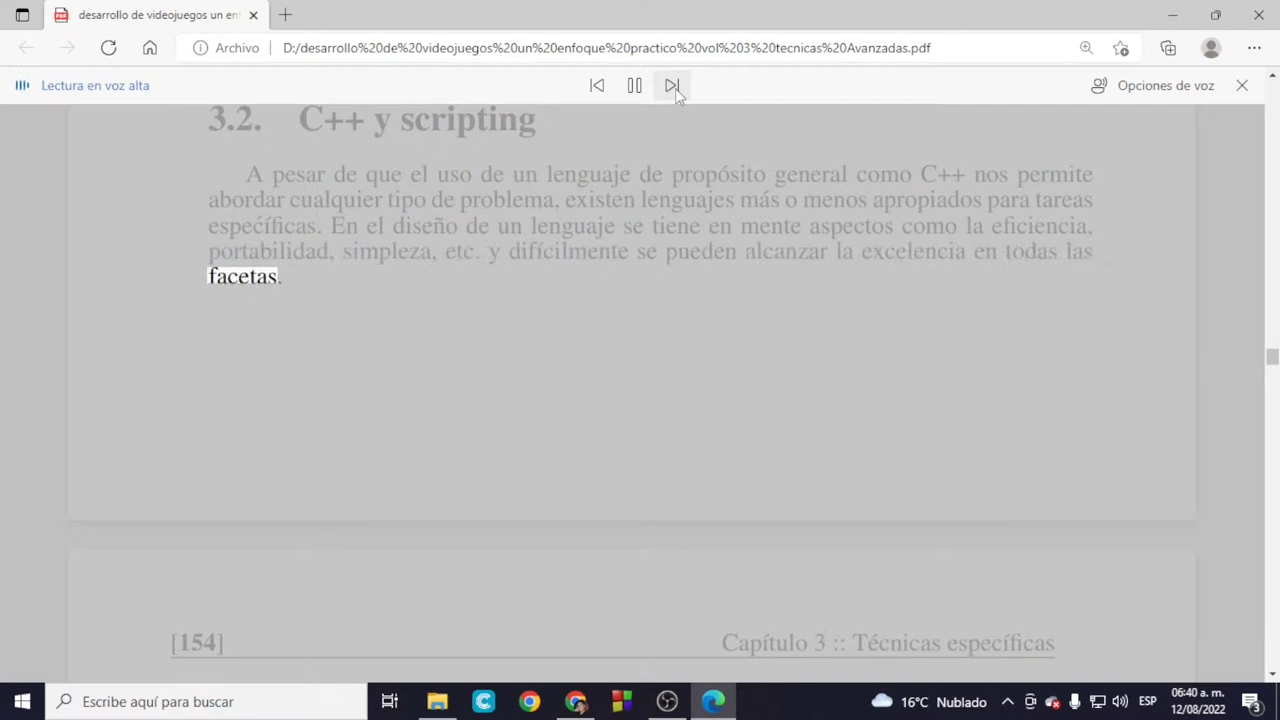 desarrollo de videojuegos un en
Archivo
D:/desarrollo%20de%20videojuegos%20un%20enfoque%20practico%20vol%203%20tecnicas%20Avanzadas.pdf
Lectura en voz alta
Opciones de voz
3.2. C++ y scripting
A pesar de que el uso de un lenguaje de propósito general como C++ nos permite
abordar cualquier tipo de problema, existen lenguajes más o menos apropiados para tareas
específicas. En el diseño de un lenguaje se tiene en mente aspectos como la eficiencia,
portabilidad, simpleza, etc. y difícilmente se pueden alcanzar la excelencia en todas las
facetas.
[154] Capítulo 3 :: Técnicas específicas
Escribe aquí para buscar
16°C Nublado
ESP
06:40 a. m.
12/08/2022
3